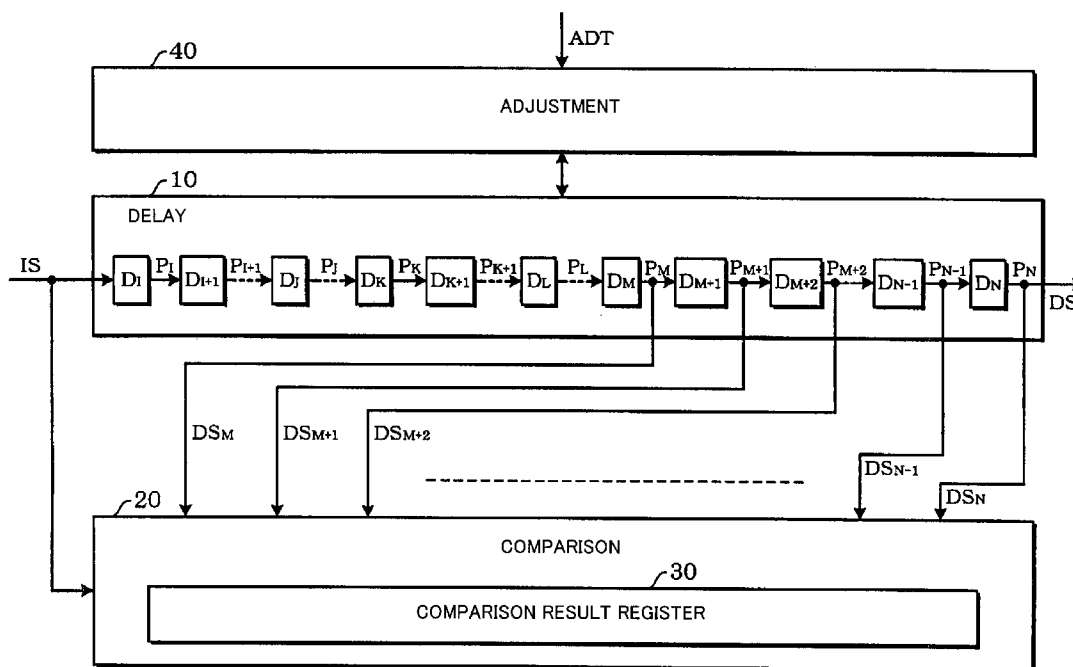 ADT
40
ADJUSTMENT
10
DELAY
IS
DI PI DI+1 PI+1 DJ PJ DK PK DK+1 PK+1 DL PL DM PM DM+1 PM+1 DM+2 PM+2 DN-1 PN-1 DN PN
DS
DSM DSM+1 DSM+2 DSN-1
DSN
20
COMPARISON
30
COMPARISON RESULT REGISTER